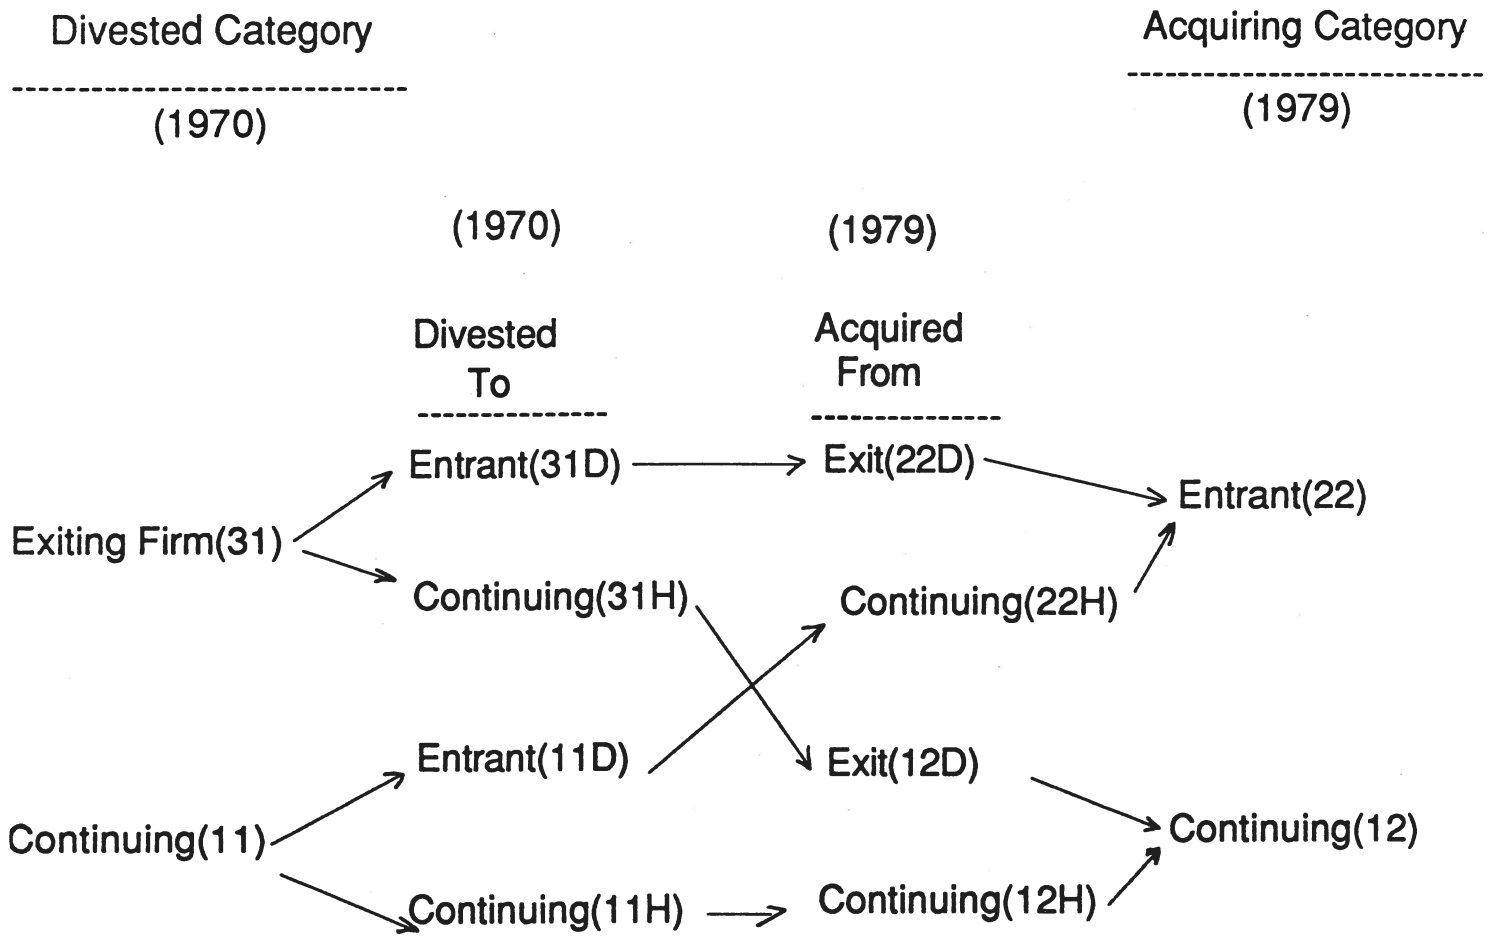 Divested Category
(1970)
Acquiring Category
(1979)
(1970)
(1979)
Divested
To
Acquired
From
Entrant(31D)
Exit(22D)
Entrant(22)
Exiting Firm(31)
Continuing(31H)
Continuing(22H)
Entrant(11D)
Exit(12D)
Continuing(11)
Continuing(12)
Continuing(11H)
Continuing(12H)